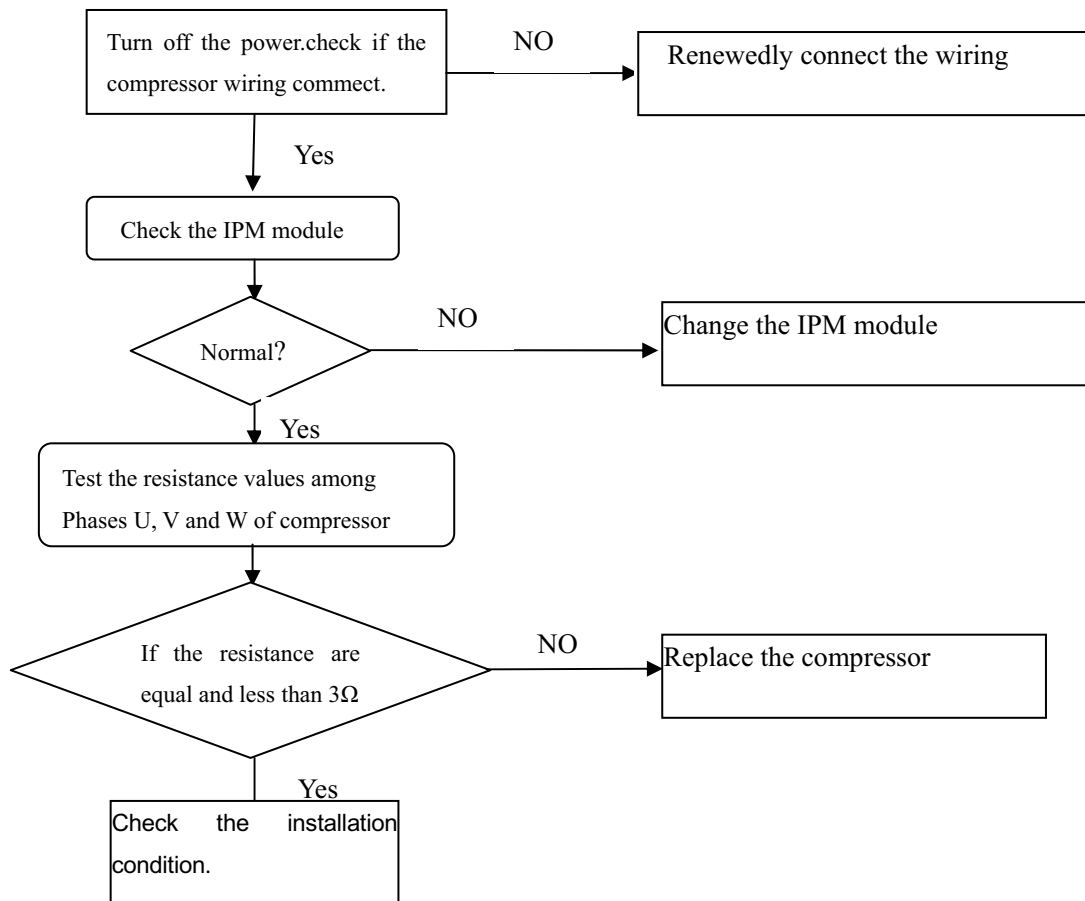 Turn off the power.check if the
compressor wiring commect.
NO
Renewedly connect the wiring
Yes
Check the IPM module
Normal?
NO
Change the IPM module
Yes
Test the resistance values among
Phases U, V and W of compressor
If the resistance are
equal and less than 3Ω
NO
Replace the compressor
Yes
Check the installation
condition.